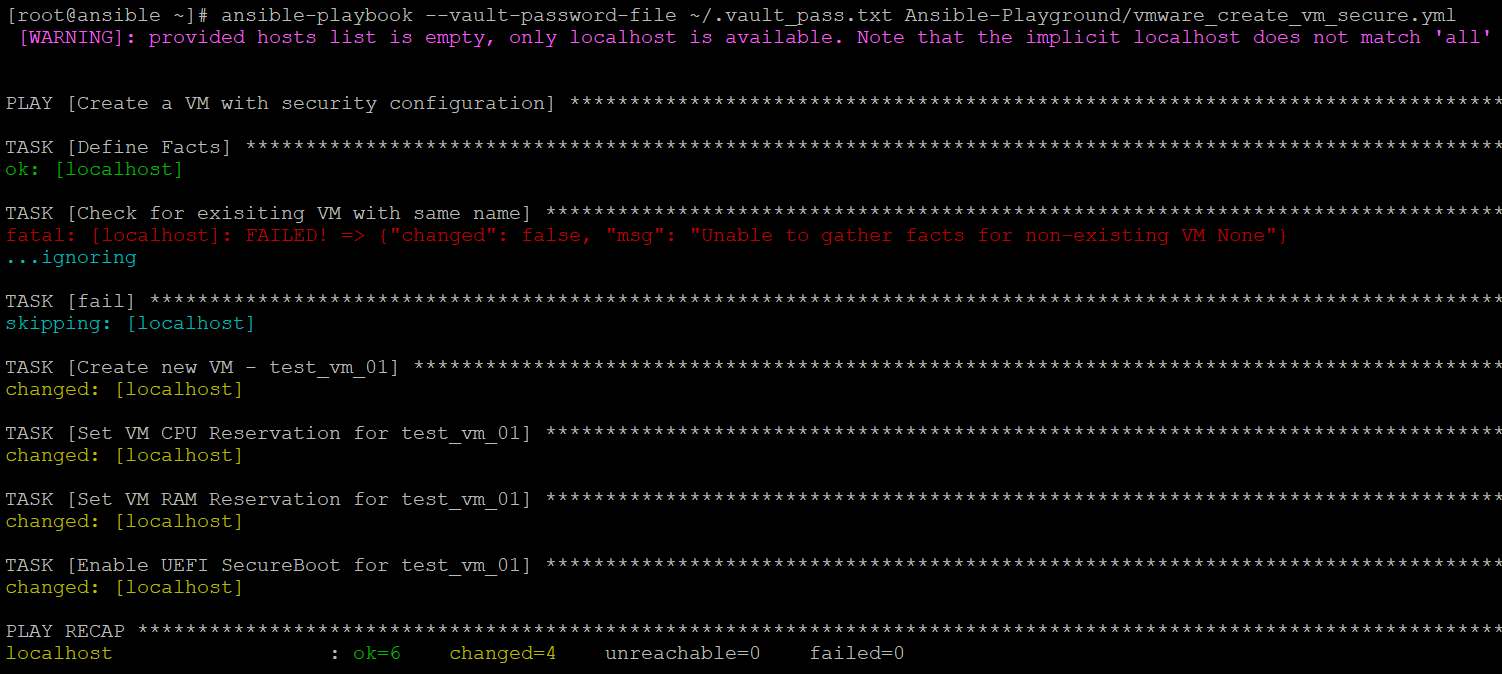 [root@ansible ~]# ansible-playbook --vault-password-file ~/.vault_pass.txt Ansible-Playground/vmware_create_vm_secure.yml
 [WARNING]: provided hosts list is empty, only localhost is available. Note that the implicit localhost does not match 'all'
PLAY [Create a VM with security configuration] ******************************************************************************
TASK [Define Facts] *********************************************************************************************************
ok: [localhost]
TASK [Check for exisiting VM with same name] ********************************************************************************
fatal: [localhost]: FAILED! => {"changed": false, "msg": "Unable to gather facts for non-existing VM None"}
...ignoring
TASK [fail] *****************************************************************************************************************
skipping: [localhost]
TASK [Create new VM - test_vm_01] *******************************************************************************************
changed: [localhost]
TASK [Set VM CPU Reservation for test_vm_01] ********************************************************************************
changed: [localhost]
TASK [Set VM RAM Reservation for test_vm_01] ********************************************************************************
changed: [localhost]
TASK [Enable UEFI SecureBoot for test_vm_01] ********************************************************************************
changed: [localhost]
PLAY RECAP ******************************************************************************************************************
localhost                  : ok=6    changed=4    unreachable=0    failed=0